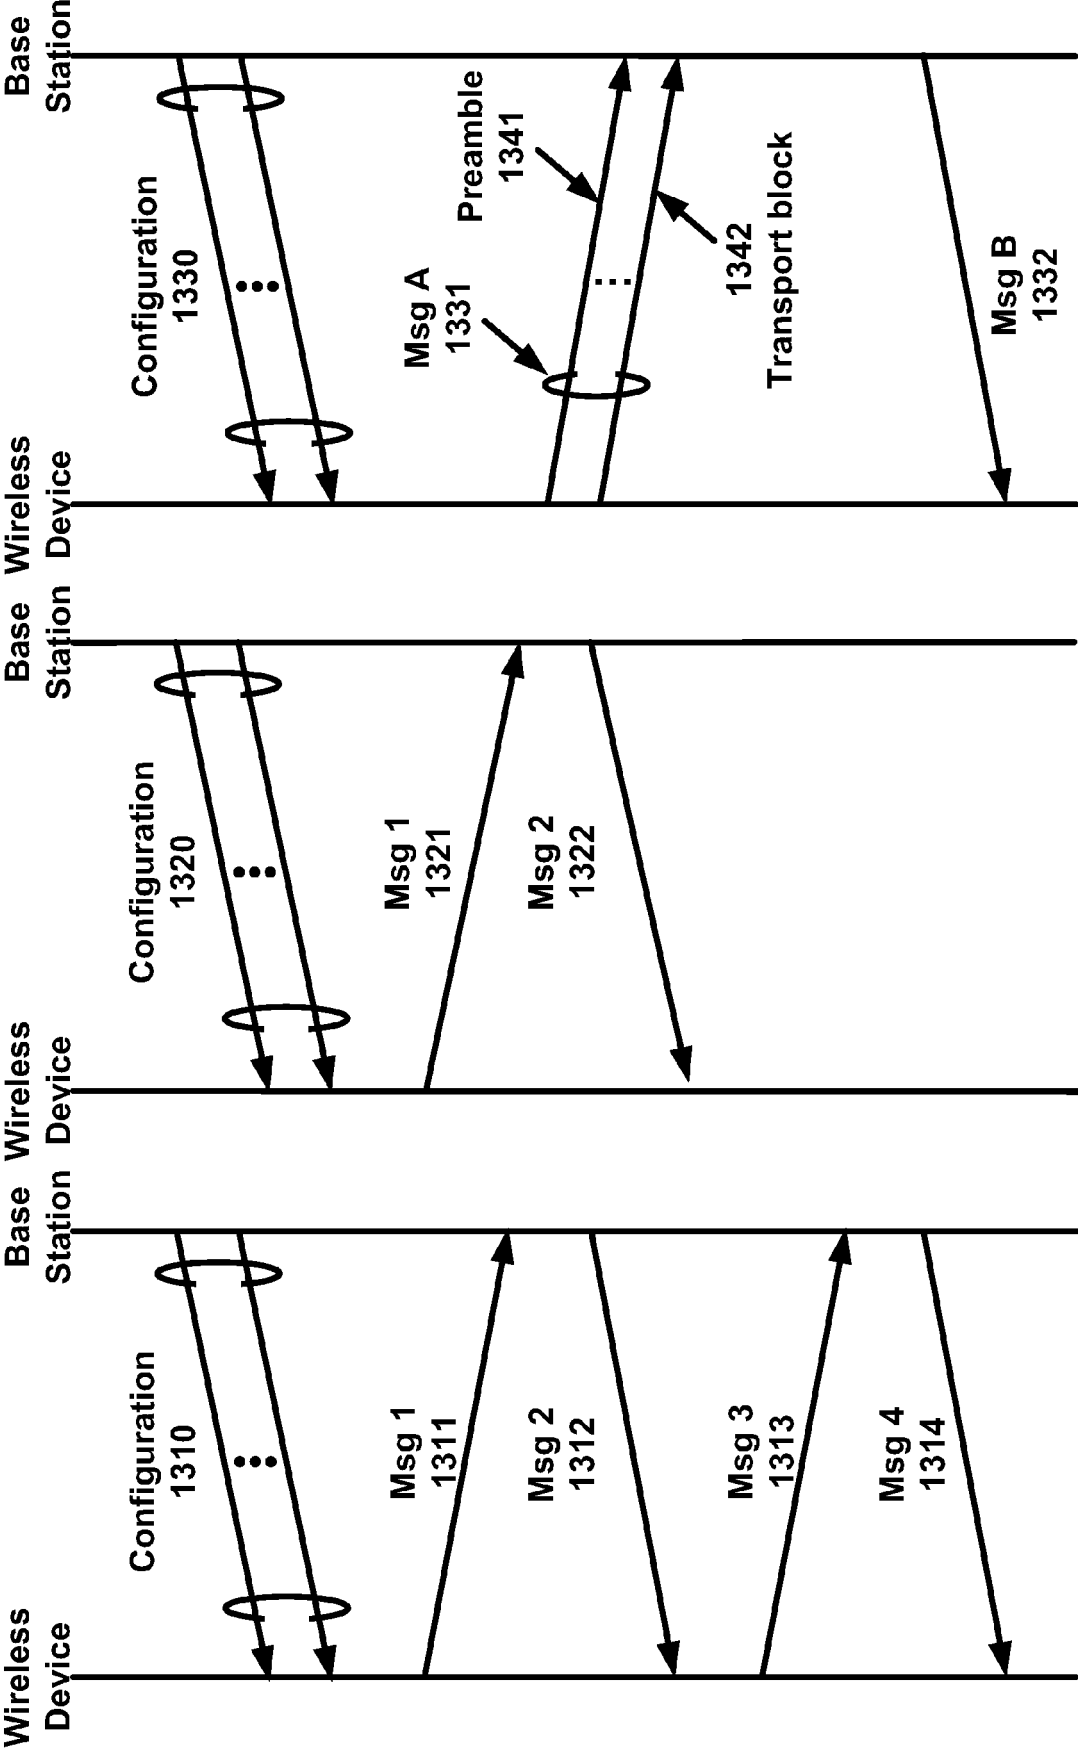 Wireless
Device
Base
Station
Configuration
1310
Msg 1
1311
Msg 2
1312
Msg 3
1313
Msg 4
1314
Wireless
Device
Base
Station
Configuration
1320
Msg 1
1321
Msg 2
1322
Wireless
Device
Base
Station
Configuration
1330
Msg A
1331
Preamble
1341
1342
Transport block
Msg B
1332